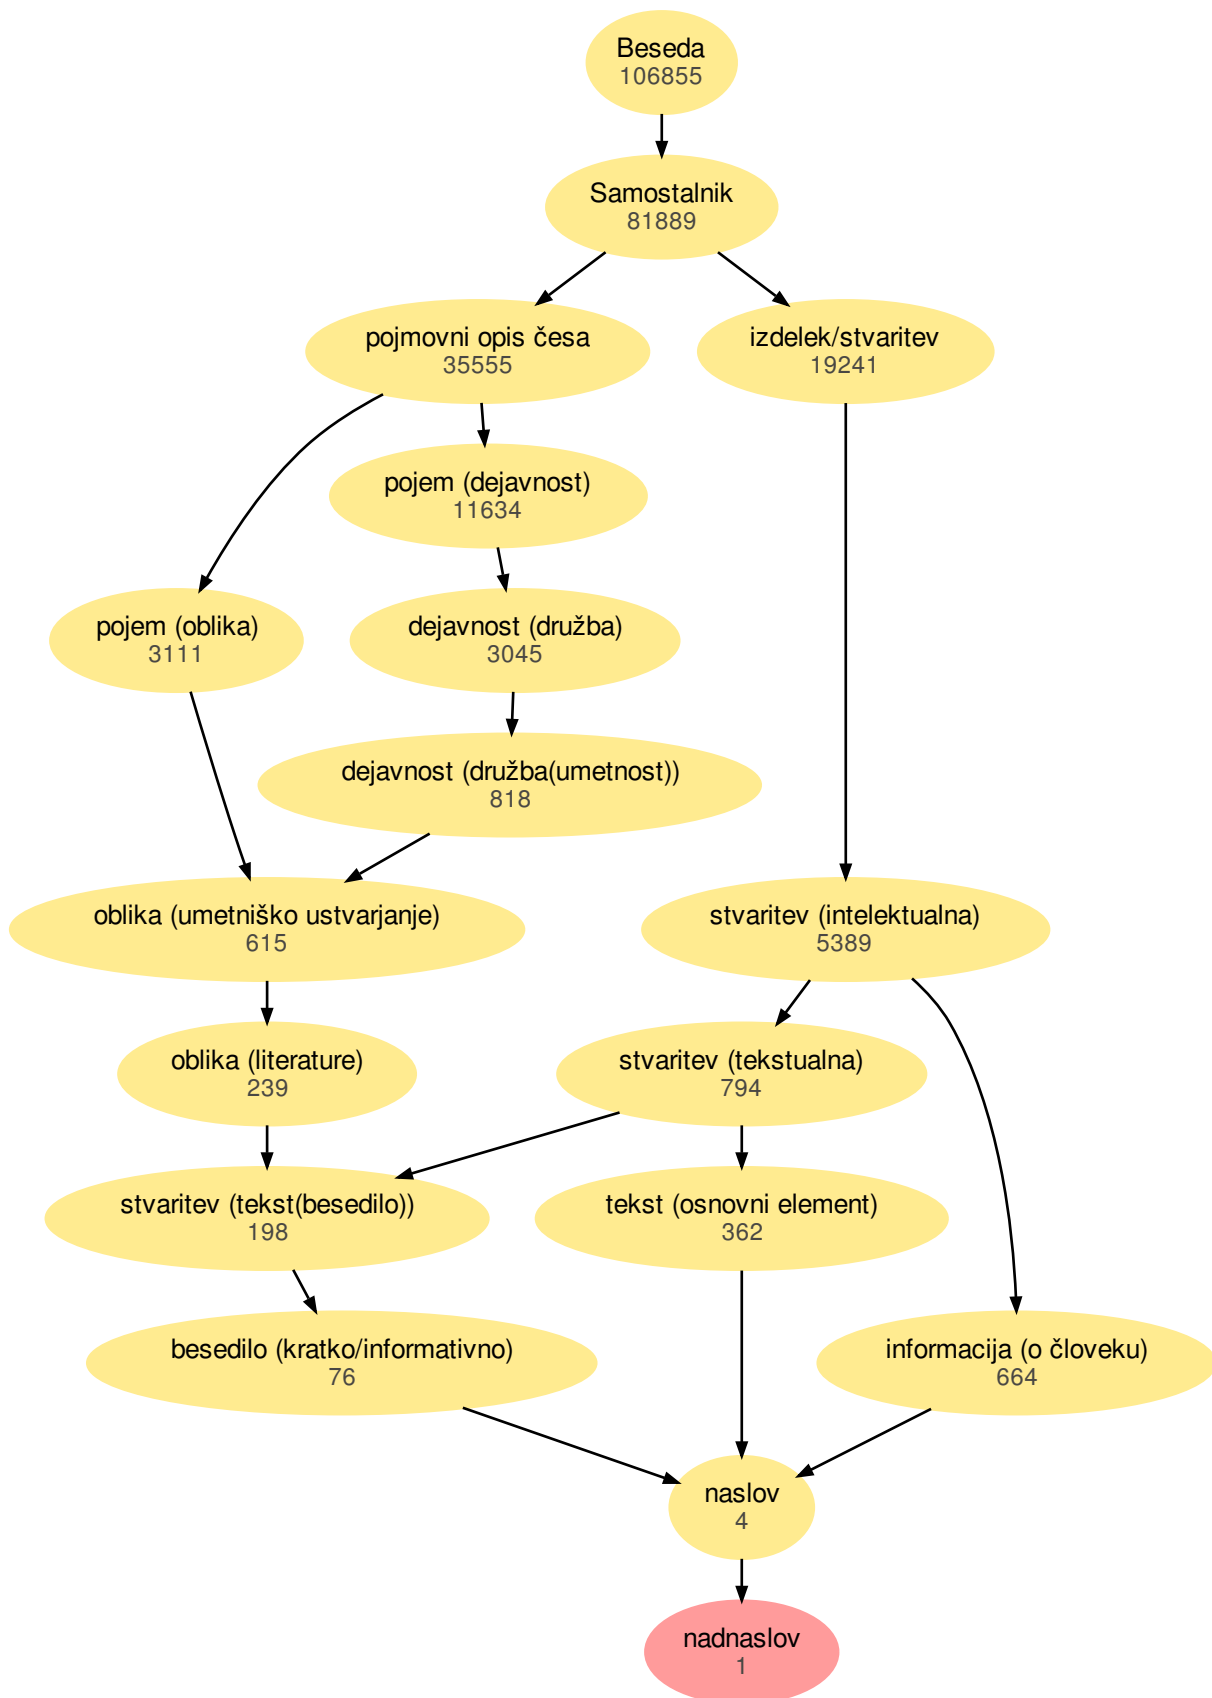 Beseda
106855
Samostalnik
81889
pojmovni opis česa
35555
izdelek/stvaritev
19241
pojem (dejavnost)
11634
pojem (oblika)
3111
dejavnost (družba)
3045
dejavnost (družba(umetnost))
818
oblika (umetniško ustvarjanje)
615
stvaritev (intelektualna)
5389
oblika (literature)
239
stvaritev (tekstualna)
794
stvaritev (tekst(besedilo))
198
tekst (osnovni element)
362
besedilo (kratko/informativno)
76
informacija (o človeku)
664
naslov
4
nadnaslov
1